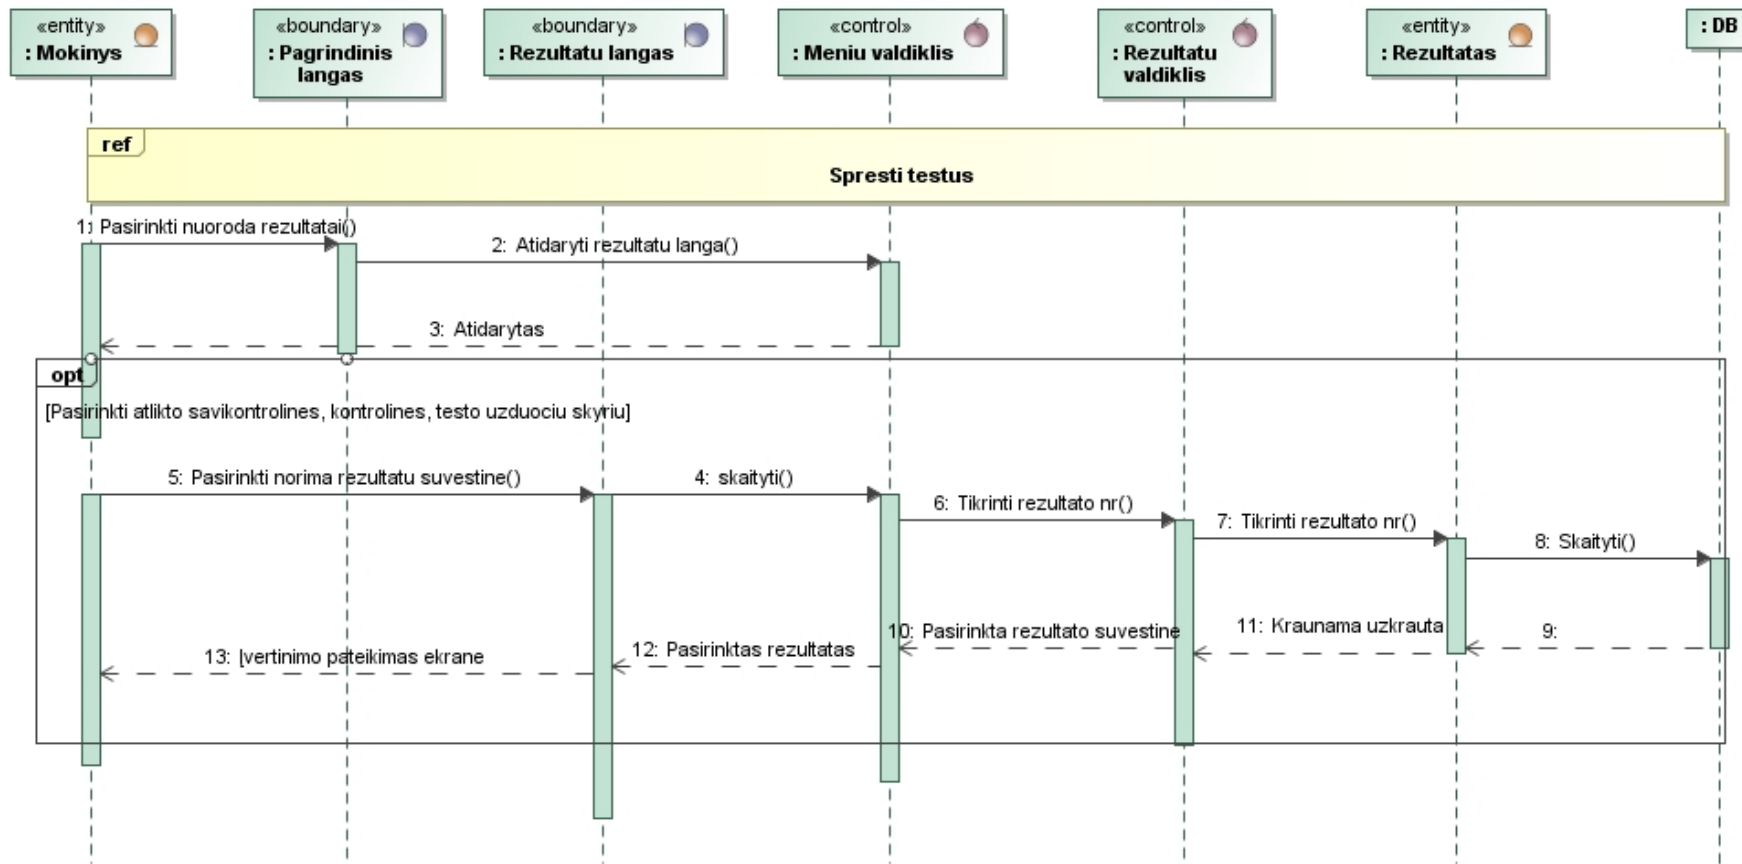 «entity»
: Mokinys
«boundary»
: Pagrindinis
langas
«boundary»
: Rezultatu langas
«control»
: Meniu valdiklis
«control»
: Rezultatu
valdiklis
«entity»
: Rezultatas
: DB
ref
Spresti testus
1: Pasirinkti nuoroda rezultatai()
2: Atidaryti rezultatu langa()
3: Atidarytas
opt
[Pasirinkti atlikto savikontrolines, kontrolines, testo uzduociu skyriu]
5: Pasirinkti norima rezultatu suvestine()
4: skaityti()
6: Tikrinti rezultato nr()
7: Tikrinti rezultato nr()
8: Skaityti()
9:
11: Kraunama uzkrauta
10: Pasirinkta rezultato suvestine
12: Pasirinktas rezultatas
13: Įvertinimo pateikimas ekrane